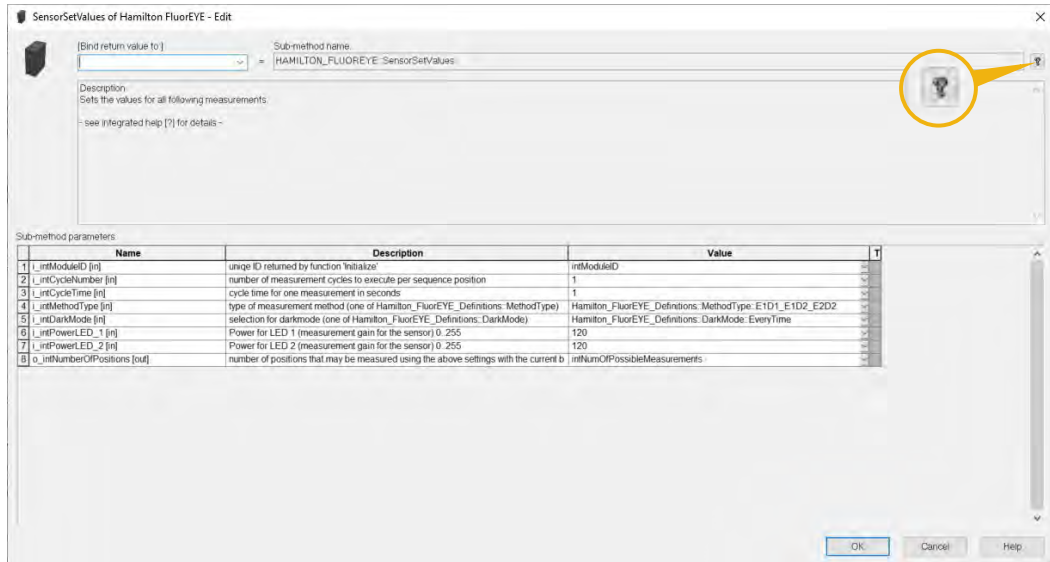 SensorSetValues of Hamilton FluorEYE - Edit
[Bind return value to:] Sub-method name:
= HAMILTON_FLUOREYE::SensorSetValues
Description
Sets the values for all following measurements.
- see integrated help [?] for details -
Sub-method parameters
Name Description Value T
1 i_intModuleID [in] uniqe ID returned by function 'Initialize' intModuleID
2 i_intCycleNumber [in] number of measurement cycles to execute per sequence position 1
3 i_intCycleTime [in] cycle time for one measurement in seconds 1
4 i_intMethodType [in] type of measurement method (one of Hamilton_FluorEYE_Definitions::MethodType) Hamilton_FluorEYE_Definitions::MethodType::E1D1_E1D2_E2D2
5 i_intDarkMode [in] selection for darkmode (one of Hamilton_FluorEYE_Definitions::DarkMode) Hamilton_FluorEYE_Definitions::DarkMode::EveryTime
6 i_intPowerLED_1 [in] Power for LED 1 (measurement gain for the sensor) 0..255 120
7 i_intPowerLED_2 [in] Power for LED 2 (measurement gain for the sensor) 0..255 120
8 o_intNumberOfPositions [out] number of positions that may be measured using the above settings with the current b intNumOfPossibleMeasurements
OK Cancel Help